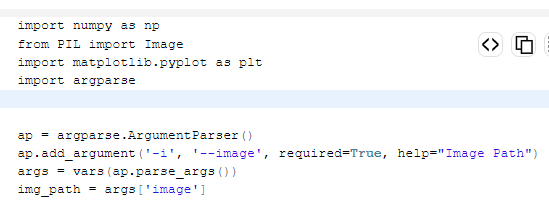 import numpy as np
from PIL import Image
import matplotlib.pyplot as plt
import argparse
ap = argparse.ArgumentParser()
ap.add_argument('-i', '--image', required=True, help="Image Path")
args = vars(ap.parse_args())
img_path = args['image']